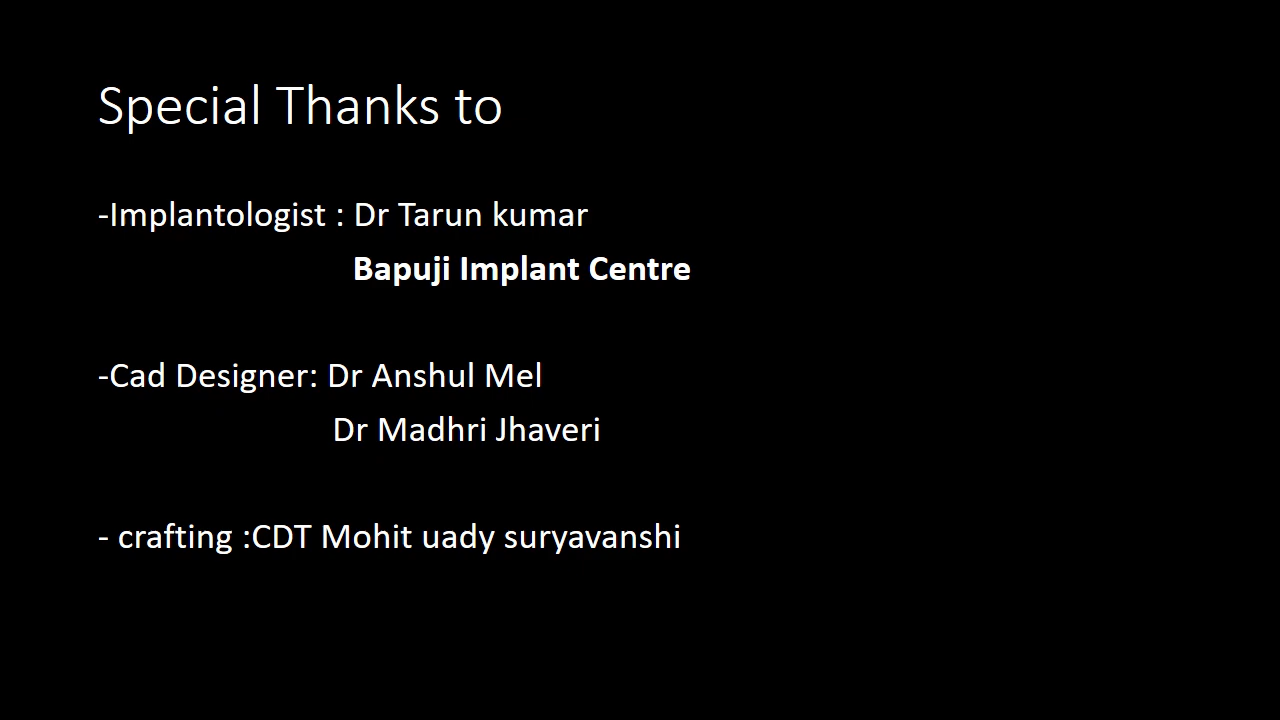 Special Thanks to
-Implantologist : Dr Tarun kumar
Bapuji Implant Centre
-Cad Designer: Dr Anshul Mel
Dr Madhri Jhaveri
- crafting :CDT Mohit uady suryavanshi